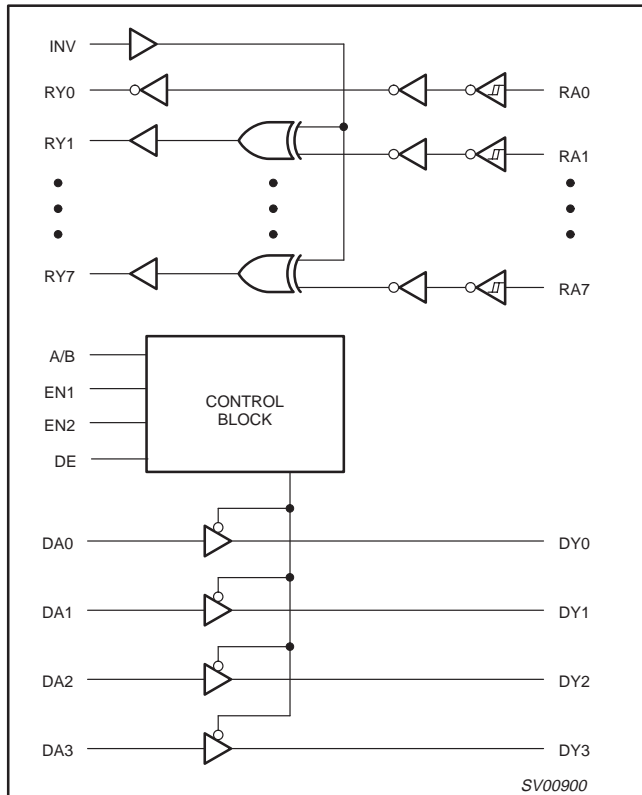 INV
RY0 RA0
RY1 RA1
RY7 RA7
A/B
EN1
CONTROL
BLOCK
EN2
DE
DA0 DY0
DA1 DY1
DA2 DY2
DA3 DY3
SV00900